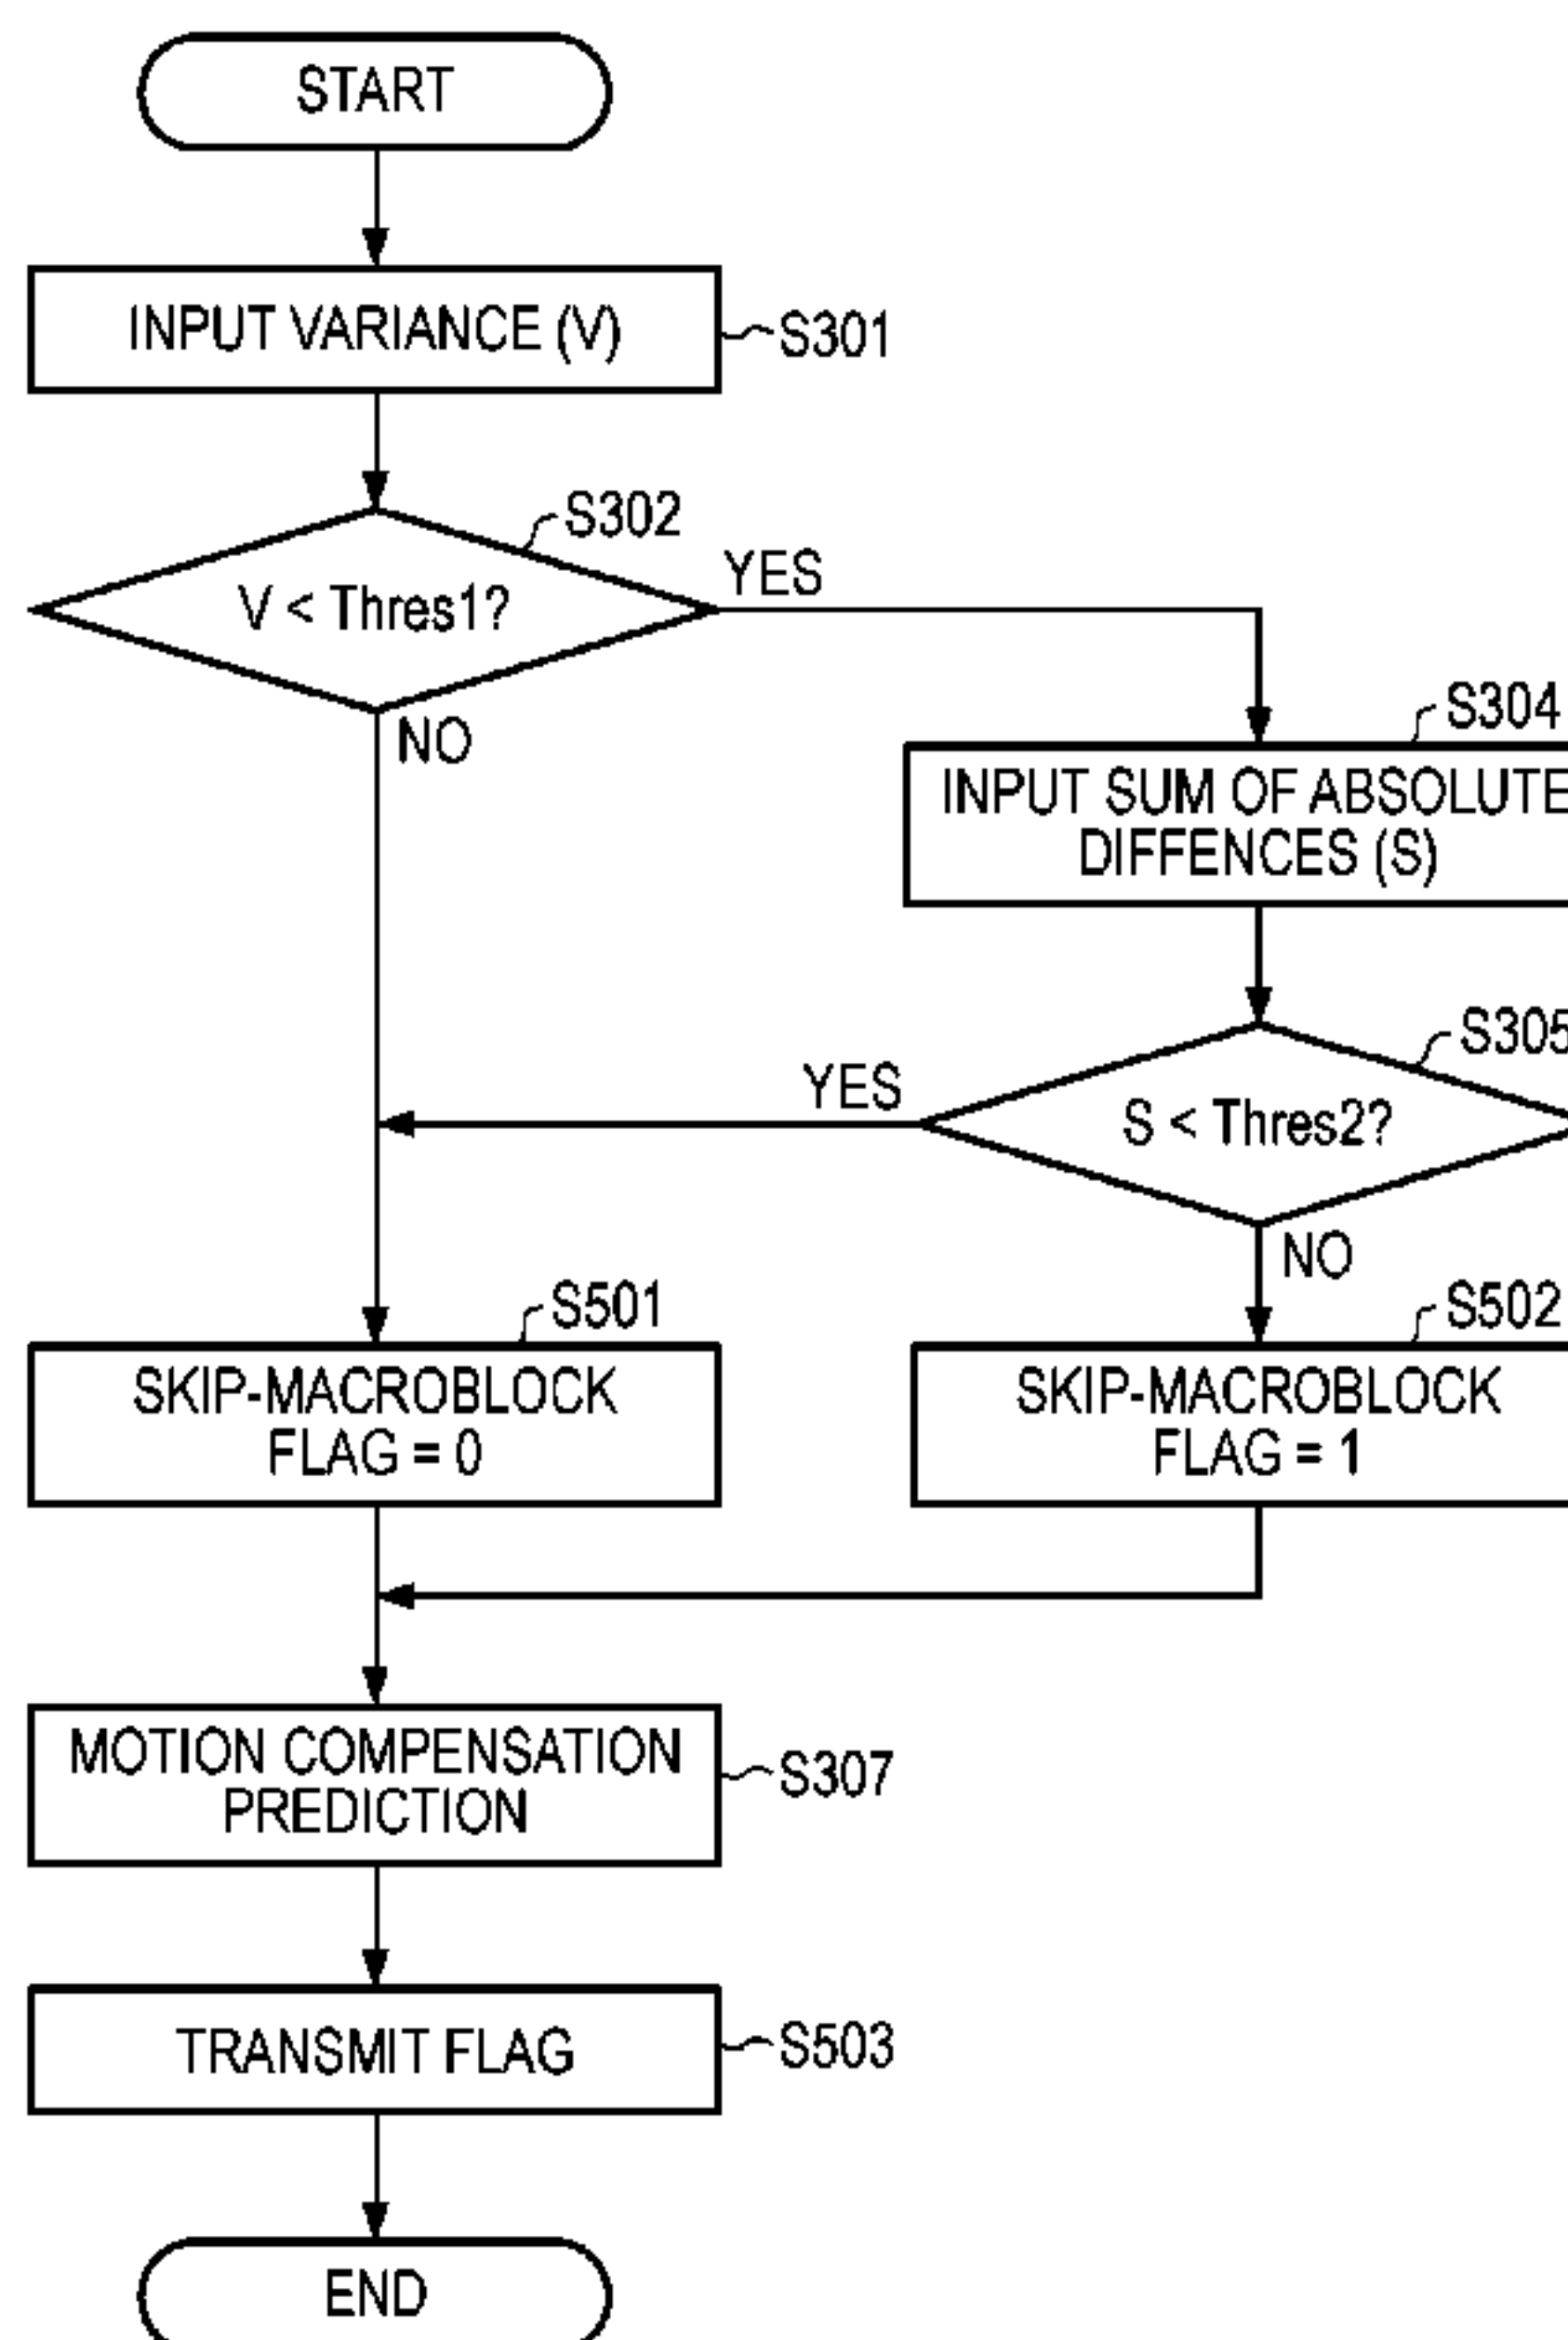 START
INPUT VARIANCE (V)
S301
S302
V < Thres1?
YES
NO
S304
INPUT SUM OF ABSOLUTE
DIFFENCES (S)
S305
S < Thres2?
YES
NO
S501
SKIP-MACROBLOCK
FLAG = 0
S502
SKIP-MACROBLOCK
FLAG = 1
MOTION COMPENSATION
PREDICTION
S307
TRANSMIT FLAG
S503
END